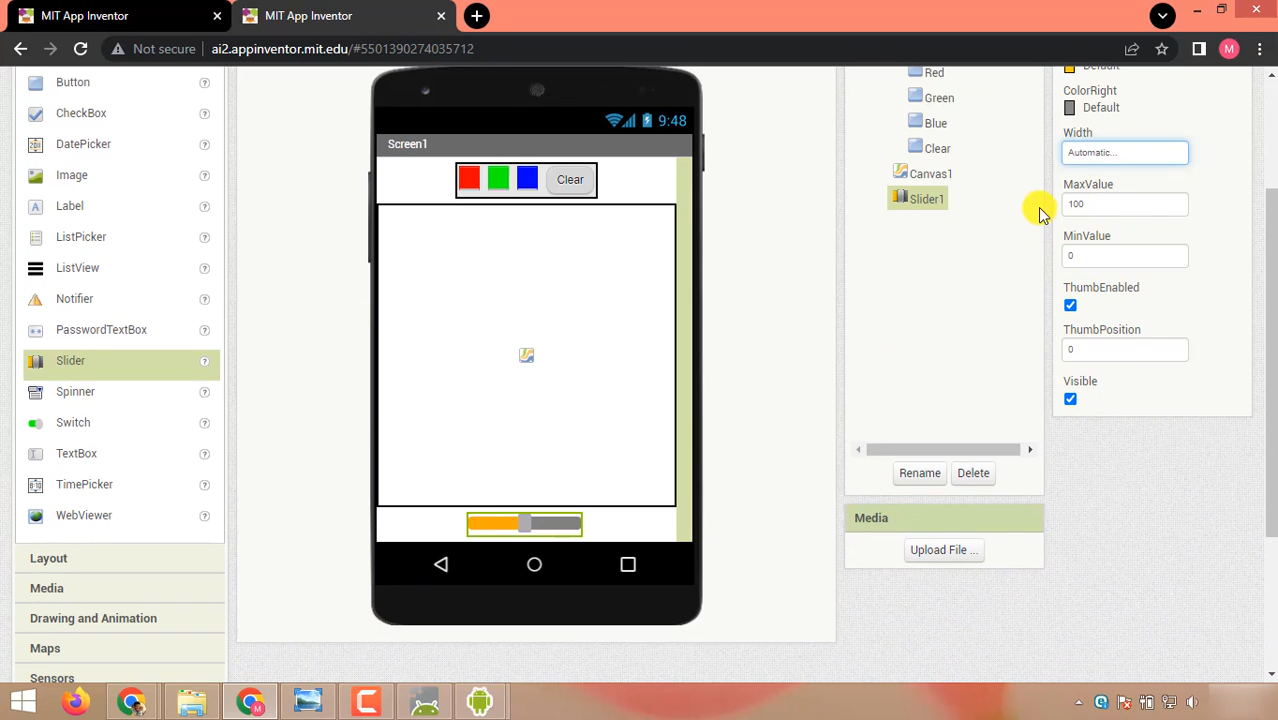 MIT App Inventor
MIT App Inventor
Not secure
ai2.appinventor.mit.edu/#5501390274035712
M
Button
CheckBox
DatePicker
Image
Label
ListPicker
ListView
Notifier
PasswordTextBox
Slider
Spinner
Switch
TextBox
TimePicker
WebViewer
Layout
Media
Drawing and Animation
Maps
Sensors
9:48
Screen1
Clear
Red
Green
Blue
Clear
Canvas1
Slider1
Rename
Delete
Media
Upload File ...
Default
ColorRight
Default
Width
Automatic...
MaxValue
100
MinValue
0
ThumbEnabled
ThumbPosition
0
Visible